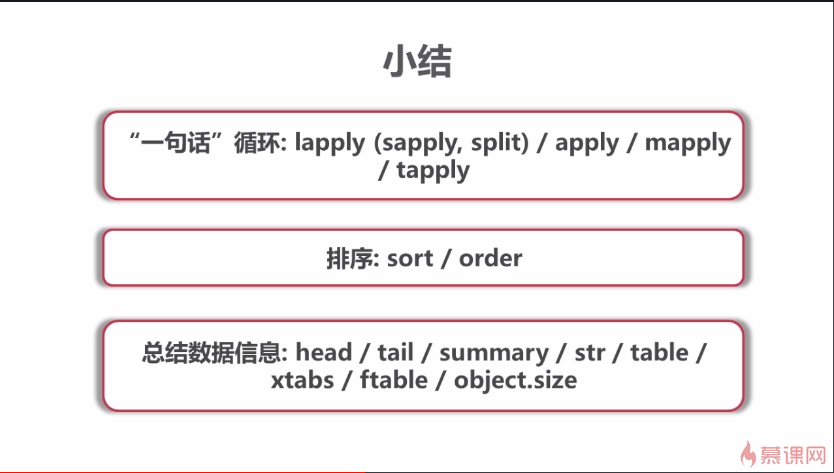 小结
“一句话”循环: lapply (sapply, split) / apply / mapply
/ tapply
排序: sort / order
总结数据信息: head / tail / summary / str / table /
xtabs / ftable / object.size
慕课网